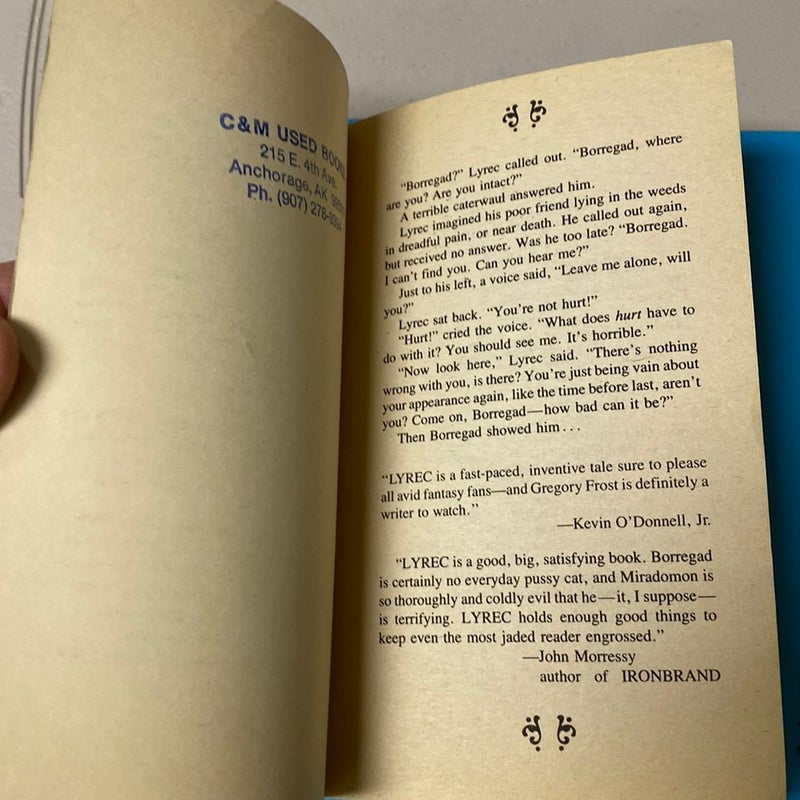 C&M USED BOOKS
215 E. 4th Ave.
Anchorage, AK
Ph. (907)
“Borregad?” Lyrec called out. “Borregad, where
are you? Are you intact?”
A terrible caterwaul answered him.
Lyrec imagined his poor friend lying in the weeds
in dreadful pain, or near death. He called out again,
but received no answer. Was he too late? “Borregad.
I can’t find you. Can you hear me?”
Just to his left, a voice said, “Leave me alone, will
you?”
Lyrec sat back. “You’re not hurt!”
“Hurt!” cried the voice. “What does hurt have to
do with it? You should see me. It’s horrible.”
“Now look here,” Lyrec said. “There’s nothing
wrong with you, is there? You’re just being vain about
your appearance again, like the time before last, aren’t
you? Come on, Borregad—how bad can it be?”
Then Borregad showed him . . .
“LYREC is a fast-paced, inventive tale sure to please
all avid fantasy fans—and Gregory Frost is definitely a
writer to watch.”
—Kevin O’Donnell, Jr.
“LYREC is a good, big, satisfying book. Borregad
is certainly no everyday pussy cat, and Miradomon is
so thoroughly and coldly evil that he—it, I suppose—
is terrifying. LYREC holds enough good things to
keep even the most jaded reader engrossed.”
—John Morressy
author of IRONBRAND